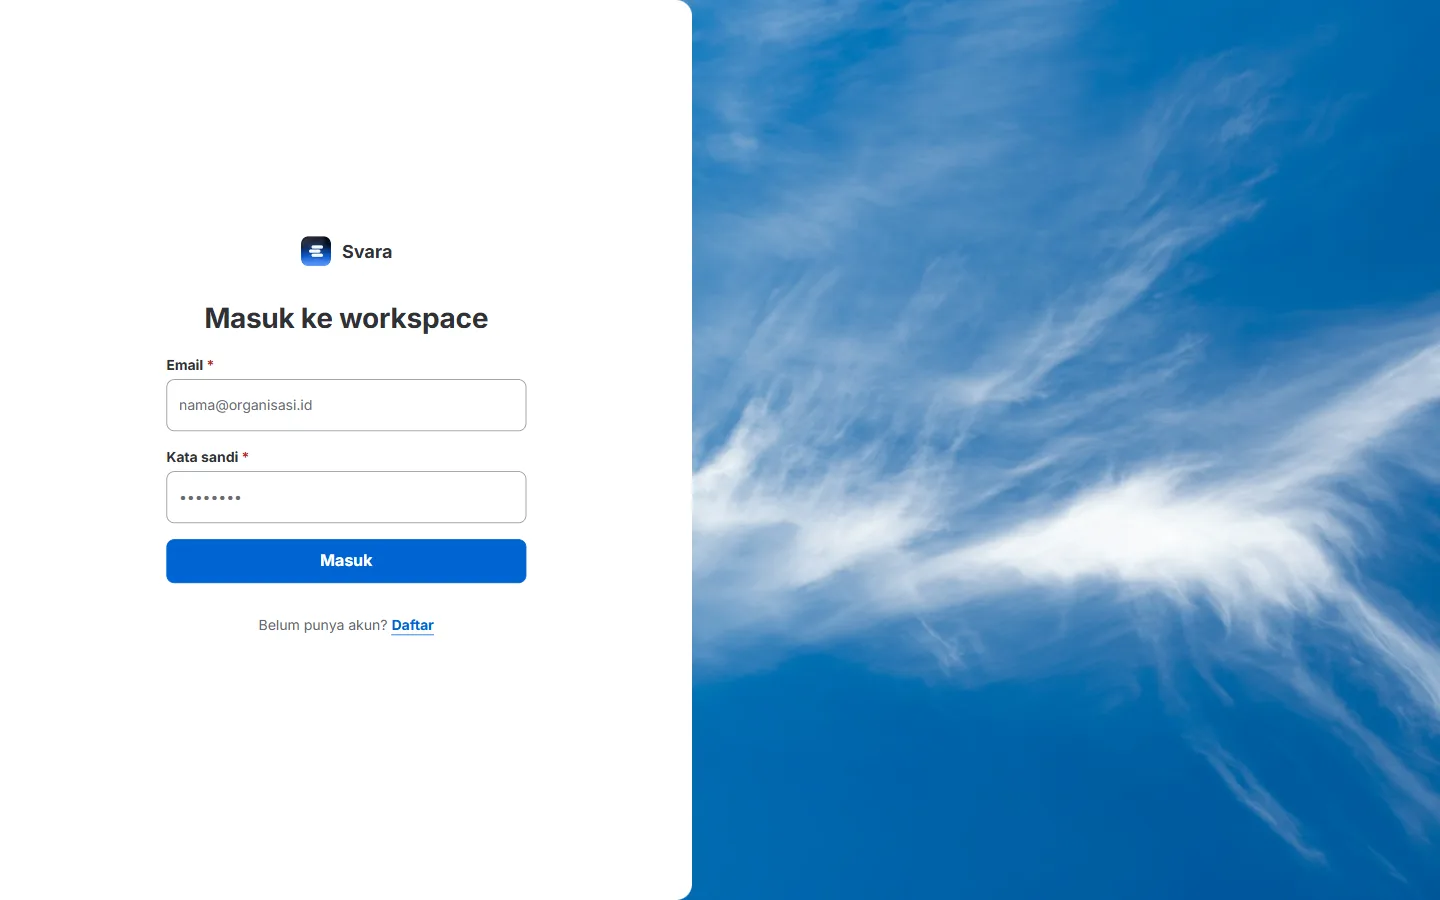 Svara
Masuk ke workspace
Email *
nama@organisasi.id
Kata sandi *
••••••••
Masuk
Belum punya akun? Daftar